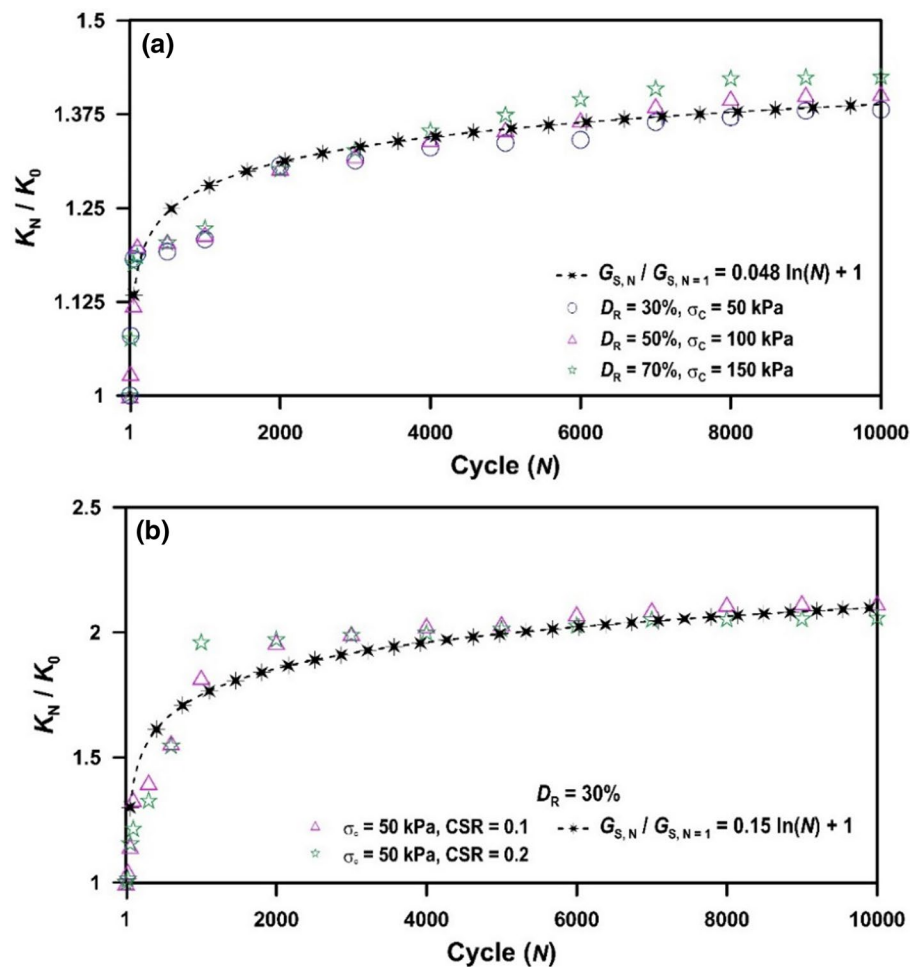 (a)
1.5
1.375
1.25
1.125
1
K_N / K_0
G_S, N / G_S, N = 1 = 0.048 ln(N) + 1
D_R = 30%, σ_C = 50 kPa
D_R = 50%, σ_C = 100 kPa
D_R = 70%, σ_C = 150 kPa
1 2000 4000 6000 8000 10000
Cycle (N)
(b)
2.5
2
1.5
1
K_N / K_0
D_R = 30%
σ_c = 50 kPa, CSR = 0.1
G_S, N / G_S, N = 1 = 0.15 ln(N) + 1
σ_c = 50 kPa, CSR = 0.2
1 2000 4000 6000 8000 10000
Cycle (N)